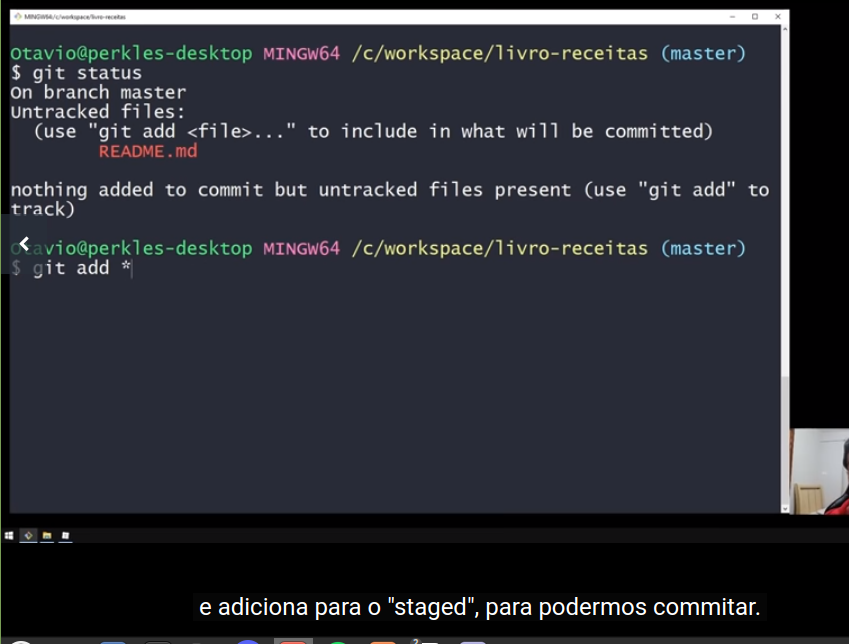 MINGW64:/c/workspace/livro-receitas
Otavio@perkles-desktop MINGW64 /c/workspace/livro-receitas (master)
$ git status
On branch master
Untracked files:
  (use "git add <file>..." to include in what will be committed)
        README.md
nothing added to commit but untracked files present (use "git add" to
track)
Otavio@perkles-desktop MINGW64 /c/workspace/livro-receitas (master)
$ git add *
e adiciona para o "staged", para podermos commitar.